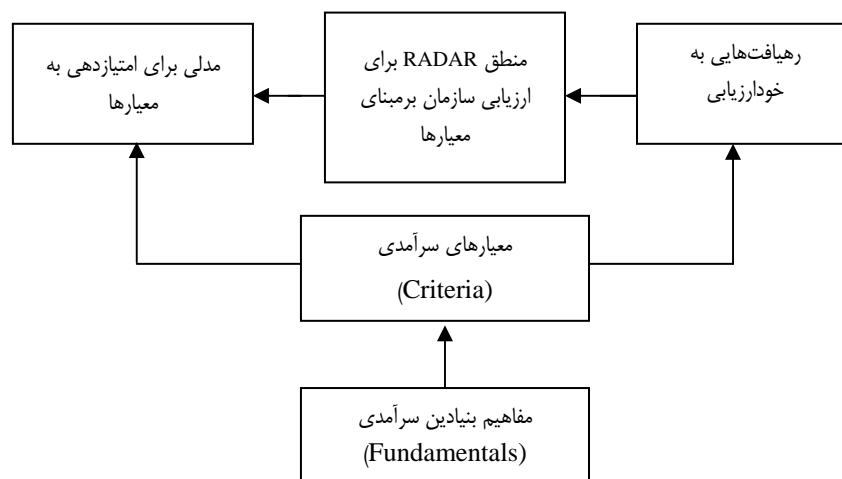 رهیافت‌هایی به
خودارزیابی
منطق RADAR برای
ارزیابی سازمان برمبنای
معیارها
مدلی برای امتیازدهی به
معیارها
معیارهای سرآمدی
(Criteria)
مفاهیم بنیادین سرآمدی
(Fundamentals)